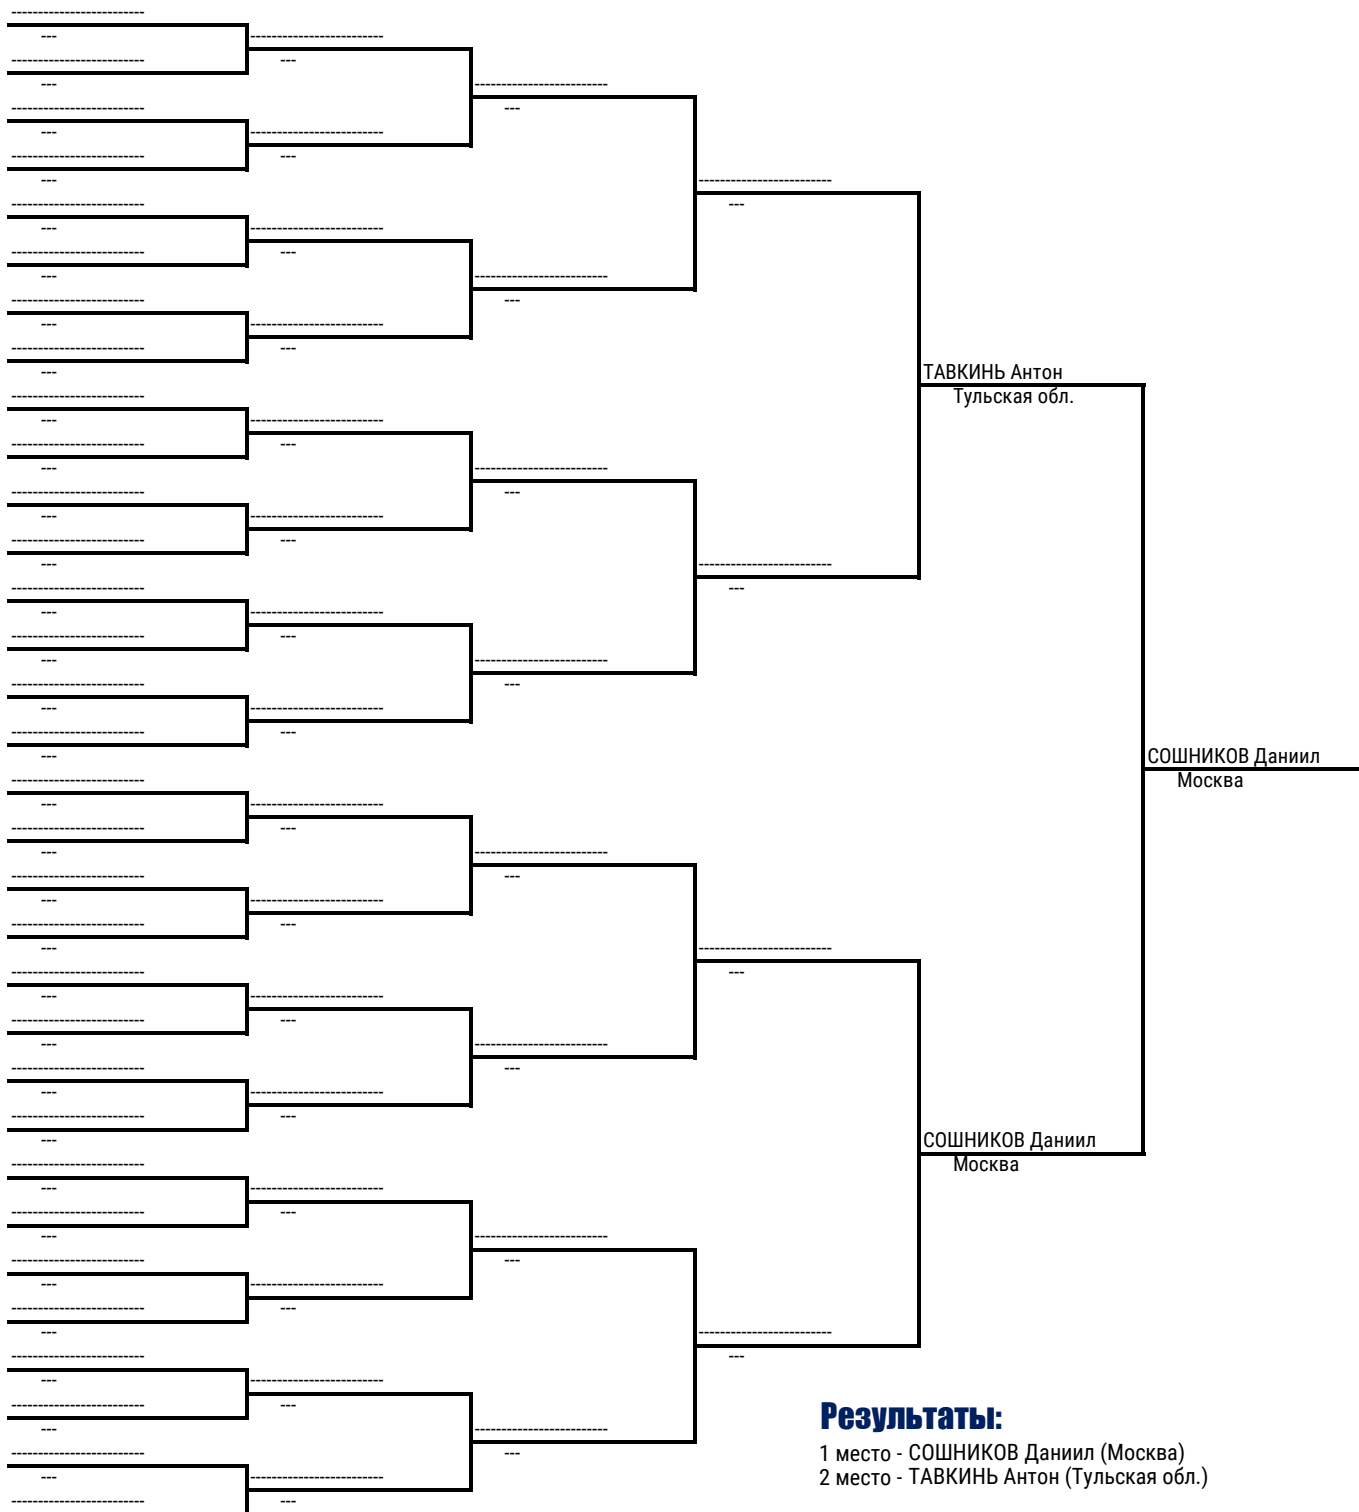 ТАВКИНЬ Антон
Тульская обл.
СОШНИКОВ Даниил
Москва
СОШНИКОВ Даниил
Москва
Результаты:
1 место - СОШНИКОВ Даниил (Москва)
2 место - ТАВКИНЬ Антон (Тульская обл.)